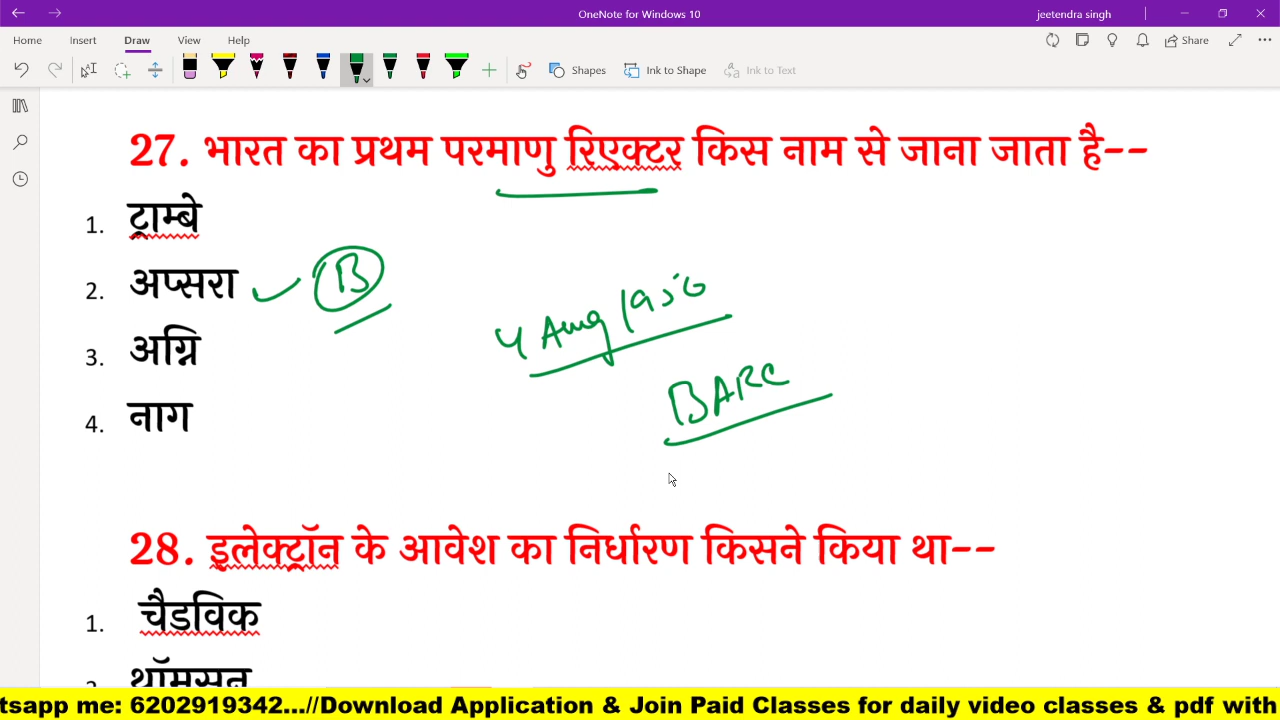 OneNote for Windows 10
jeetendra singh
Home Insert Draw View Help
Share
Shapes Ink to Shape Ink to Text
27. भारत का प्रथम परमाणु रिएक्टर किस नाम से जाना जाता है--
1. ट्राम्बे
2. अप्सरा B
4 Aug 1956
3. अग्नि
BARC
4. नाग
28. इलेक्ट्रॉन के आवेश का निर्धारण किसने किया था--
1. चैडविक
2. थॉमसन
tsapp me: 6202919342...//Download Application & Join Paid Classes for daily video classes & pdf with